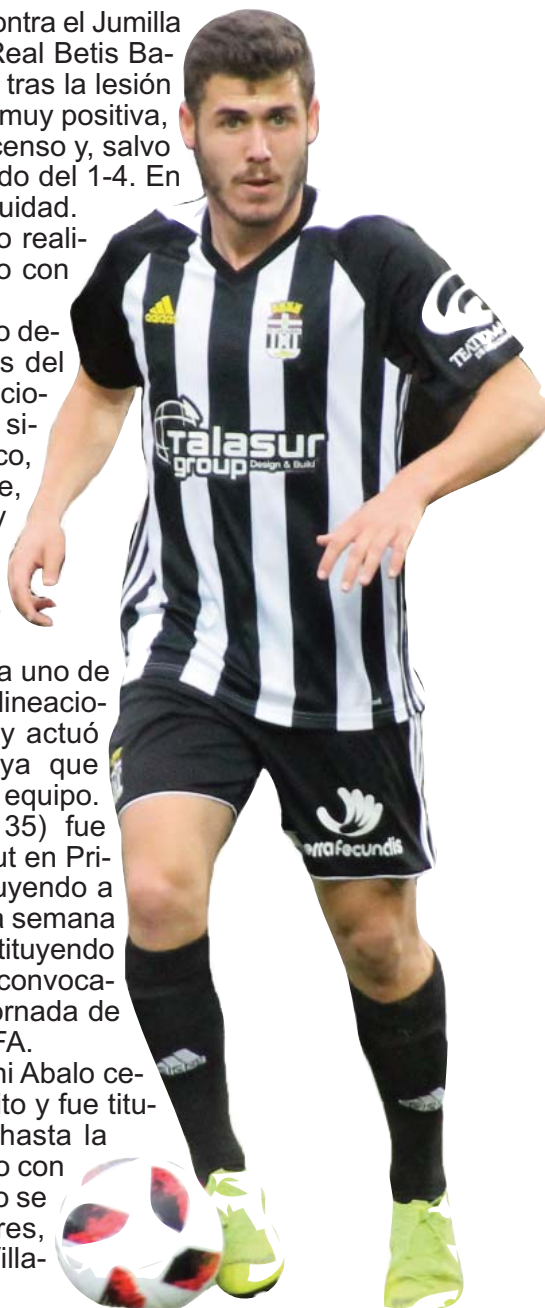 ontra el Jumilla
Real Betis Ba-
tras la lesión
muy positiva,
censo y, salvo
do del 1-4. En
uidad.
o reali-
o con
o de-
s del
cio-
si-
co,
e,
y
a uno de
lineacio-
y actuó
ya que
equipo.
35) fue
ut en Pri-
uyendo a
a semana
tituyendo
convoca-
ornada de
FA.
ni Abalo ce-
ito y fue titu-
hasta la
o con
o se
res,
Villa-
adidas
talasur
group Design & Build
errafecundis